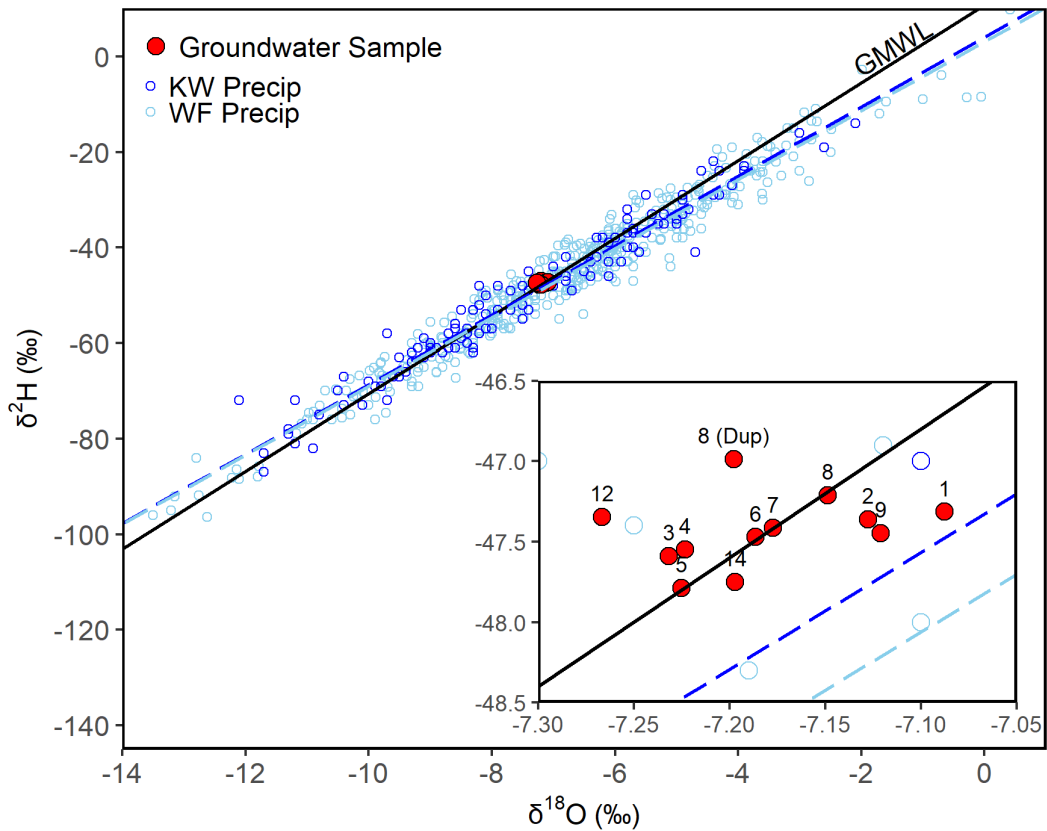 Groundwater Sample
KW Precip
WF Precip
GMWL
δ²H (‰)
0
-20
-40
-60
-80
-100
-120
-140
-14 -12 -10 -8 -6 -4 -2 0
δ¹⁸O (‰)
-46.5
-47.0
-47.5
-48.0
-48.5
-7.30 -7.25 -7.20 -7.15 -7.10 -7.05
8 (Dup)
12
8
1
2
7
9
6
4
3
14
5